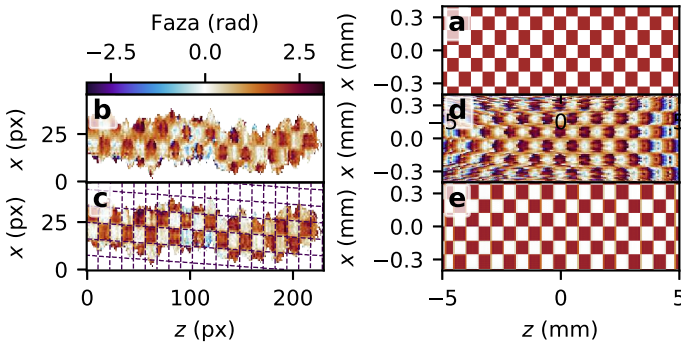 Faza (rad)
−2.5 0.0 2.5
b
x (px)
25
0
c
x (px)
25
0
0 100 200
z (px)
a
x (mm)
0.3
0.0
−0.3
d
x (mm)
0.3
0.0
−0.3
−5 0 5
e
x (mm)
0.3
0.0
−0.3
−5 0 5
z (mm)